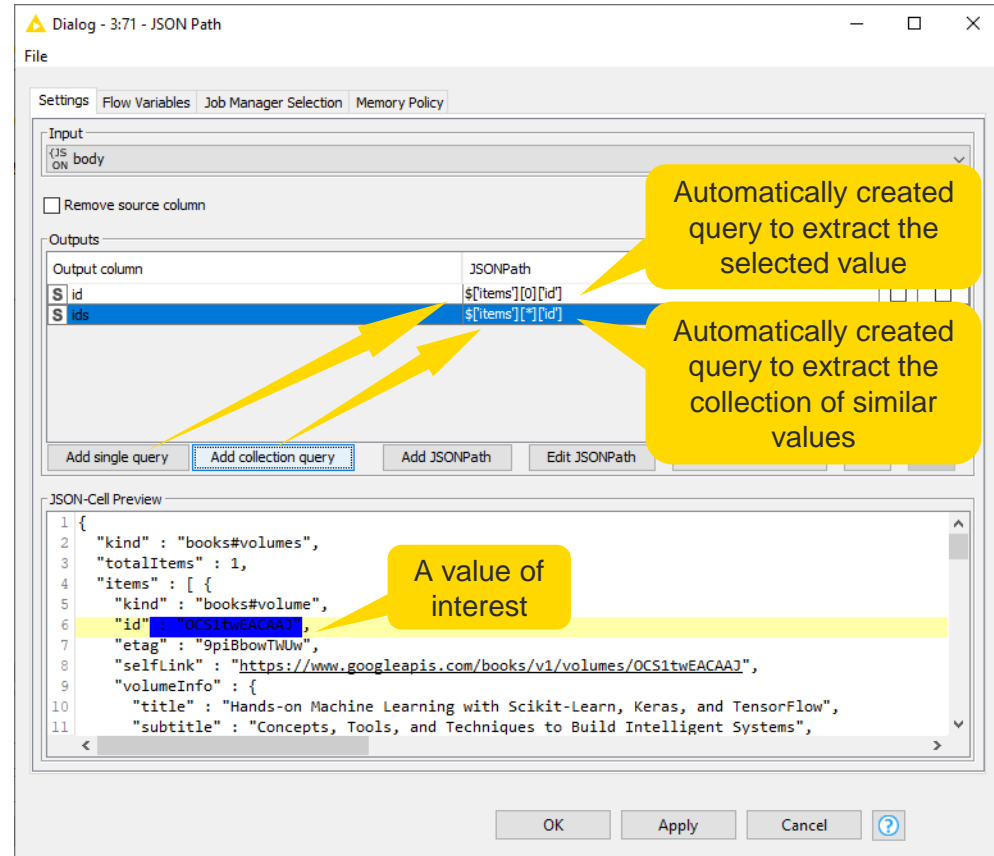 Dialog - 3:71 - JSON Path
File
Settings Flow Variables Job Manager Selection Memory Policy
Input
{JS
ON body
Remove source column
Automatically created
query to extract the
selected value
Outputs
Output column JSONPath
S id $['items'][0]['id']
S ids $['items'][*]['id']
Automatically created
query to extract the
collection of similar
values
Add single query Add collection query Add JSONPath Edit JSONPath
JSON-Cell Preview
1 {
2 "kind" : "books#volumes",
3 "totalItems" : 1,
4 "items" : [ {
5 "kind" : "books#volume",
6 "id" : "OCS1twEACAAJ",
7 "etag" : "9piBbowTWUw",
8 "selfLink" : "https://www.googleapis.com/books/v1/volumes/OCS1twEACAAJ",
9 "volumeInfo" : {
10 "title" : "Hands-on Machine Learning with Scikit-Learn, Keras, and TensorFlow",
11 "subtitle" : "Concepts, Tools, and Techniques to Build Intelligent Systems",
A value of
interest
OK Apply Cancel ?